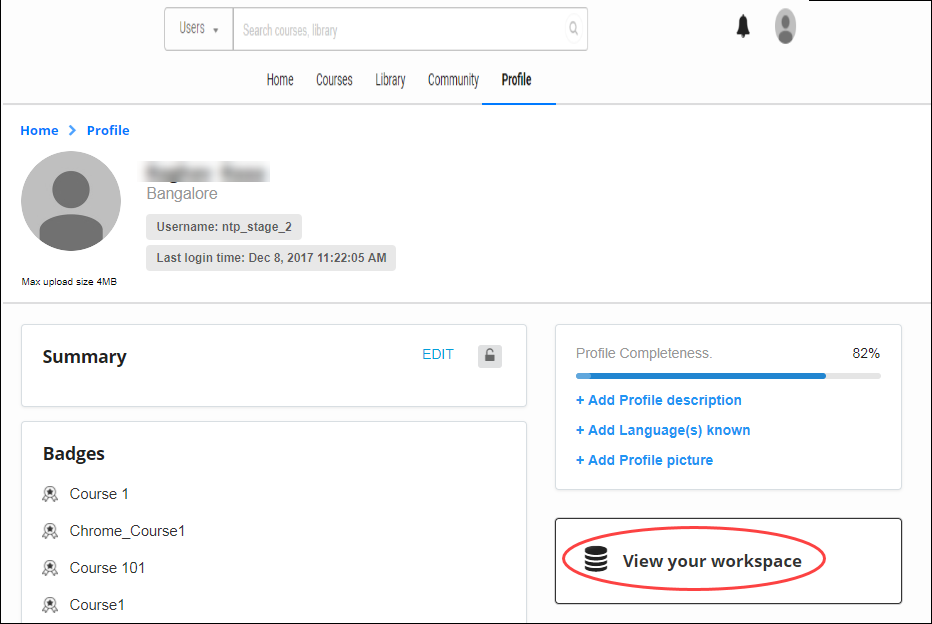 Users
Search courses, library
Home Courses Library Community Profile
Home Profile
Bangalore
Username: ntp_stage_2
Last login time: Dec 8, 2017 11:22:05 AM
Max upload size 4MB
Summary EDIT
Badges
Course 1
Chrome_Course1
Course 101
Course1
Profile Completeness. 82%
+ Add Profile description
+ Add Language(s) known
+ Add Profile picture
View your workspace